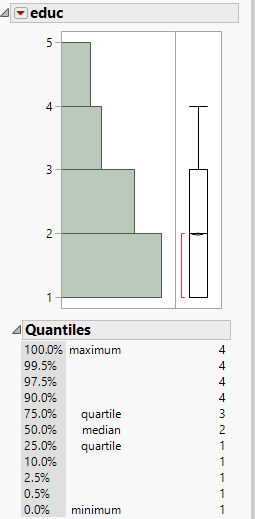 educ
5
4
3
2
1
Quantiles
100.0% maximum 4
99.5% 4
97.5% 4
90.0% 4
75.0% quartile 3
50.0% median 2
25.0% quartile 1
10.0% 1
2.5% 1
0.5% 1
0.0% minimum 1